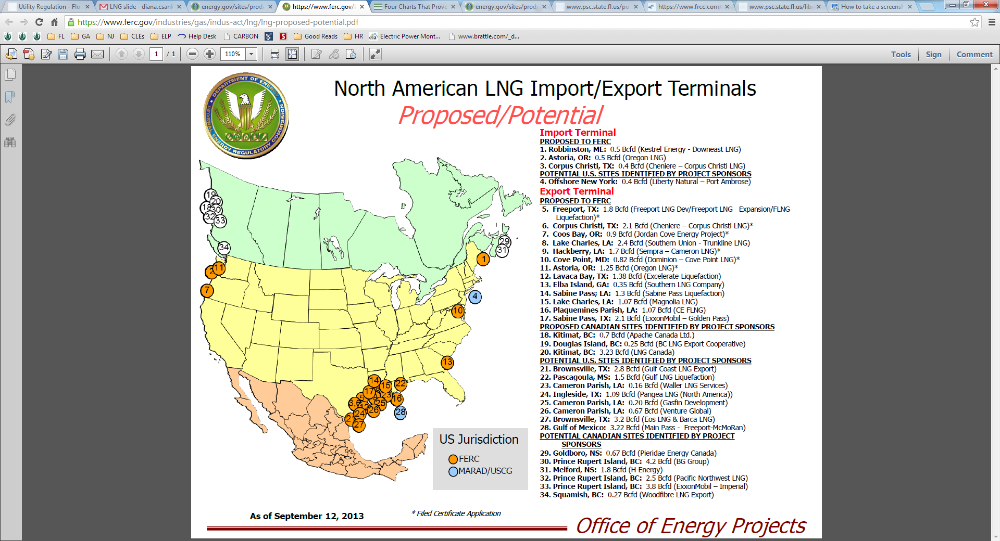 Utility Regulation - Flo
LNG slide - diana.csank
energy.gov/sites/prod/
https://www.ferc.gov/i
Four Charts That Prove
energy.gov/sites/prod/
www.psc.state.fl.us/pu
https://www.frcc.com/
www.psc.state.fl.us/lib
How to take a screensh
https://www.ferc.gov/industries/gas/indus-act/lng/lng-proposed-potential.pdf
FL GA NJ CLEs ELP Help Desk CARBON S Good Reads HR eia Electric Power Mont... www.brattle.com/_d...
1 / 1 110% Tools Sign Comment
DEPARTMENT OF ENERGY
FEDERAL ENERGY REGULATORY COMMISSION
North American LNG Import/Export Terminals
Proposed/Potential
Import Terminal
PROPOSED TO FERC
1. Robbinston, ME: 0.5 Bcfd (Kestrel Energy - Downeast LNG)
2. Astoria, OR: 0.5 Bcfd (Oregon LNG)
3. Corpus Christi, TX: 0.4 Bcfd (Cheniere – Corpus Christi LNG)
POTENTIAL U.S. SITES IDENTIFIED BY PROJECT SPONSORS
4. Offshore New York: 0.4 Bcfd (Liberty Natural – Port Ambrose)
Export Terminal
PROPOSED TO FERC
5. Freeport, TX: 1.8 Bcfd (Freeport LNG Dev/Freeport LNG Expansion/FLNG
Liquefaction)*
6. Corpus Christi, TX: 2.1 Bcfd (Cheniere – Corpus Christi LNG)*
7. Coos Bay, OR: 0.9 Bcfd (Jordan Cove Energy Project)*
8. Lake Charles, LA: 2.4 Bcfd (Southern Union - Trunkline LNG)
9. Hackberry, LA: 1.7 Bcfd (Sempra – Cameron LNG)*
10. Cove Point, MD: 0.82 Bcfd (Dominion – Cove Point LNG)*
11. Astoria, OR: 1.25 Bcfd (Oregon LNG)*
12. Lavaca Bay, TX: 1.38 Bcfd (Excelerate Liquefaction)
13. Elba Island, GA: 0.35 Bcfd (Southern LNG Company)
14. Sabine Pass; LA: 1.3 Bcfd (Sabine Pass Liquefaction)
15. Lake Charles, LA: 1.07 Bcfd (Magnolia LNG)
16. Plaquemines Parish, LA: 1.07 Bcfd (CE FLNG)
17. Sabine Pass, TX: 2.1 Bcfd (ExxonMobil – Golden Pass)
PROPOSED CANADIAN SITES IDENTIFIED BY PROJECT SPONSORS
18. Kitimat, BC: 0.7 Bcfd (Apache Canada Ltd.)
19. Douglas Island, BC: 0.25 Bcfd (BC LNG Export Cooperative)
20. Kitimat, BC: 3.23 Bcfd (LNG Canada)
POTENTIAL U.S. SITES IDENTIFIED BY PROJECT SPONSORS
21. Brownsville, TX: 2.8 Bcfd (Gulf Coast LNG Export)
22. Pascagoula, MS: 1.5 Bcfd (Gulf LNG Liquefaction)
23. Cameron Parish, LA: 0.16 Bcfd (Waller LNG Services)
24. Ingleside, TX: 1.09 Bcfd (Pangea LNG (North America))
25. Cameron Parish, LA: 0.20 Bcfd (Gasfin Development)
26. Cameron Parish, LA: 0.67 Bcfd (Venture Global)
27. Brownsville, TX: 3.2 Bcfd (Eos LNG & Barca LNG)
28. Gulf of Mexico: 3.22 Bcfd (Main Pass - Freeport-McMoRan)
POTENTIAL CANADIAN SITES IDENTIFIED BY PROJECT
SPONSORS
29. Goldboro, NS: 0.67 Bcfd (Pieridae Energy Canada)
30. Prince Rupert Island, BC: 4.2 Bcfd (BG Group)
31. Melford, NS: 1.8 Bcfd (H-Energy)
32. Prince Rupert Island, BC: 2.5 Bcfd (Pacific Northwest LNG)
33. Prince Rupert Island, BC: 3.8 Bcfd (ExxonMobil – Imperial)
34. Squamish, BC: 0.27 Bcfd (Woodfibre LNG Export)
19
20
18
30
32
33
34
29
31
1
2
11
7
4
10
13
14
15
22
17
23
5
16
3,6
25
12
26
28
24
21
27
US Jurisdiction
FERC
MARAD/USCG
As of September 12, 2013
* Filed Certificate Application
Office of Energy Projects